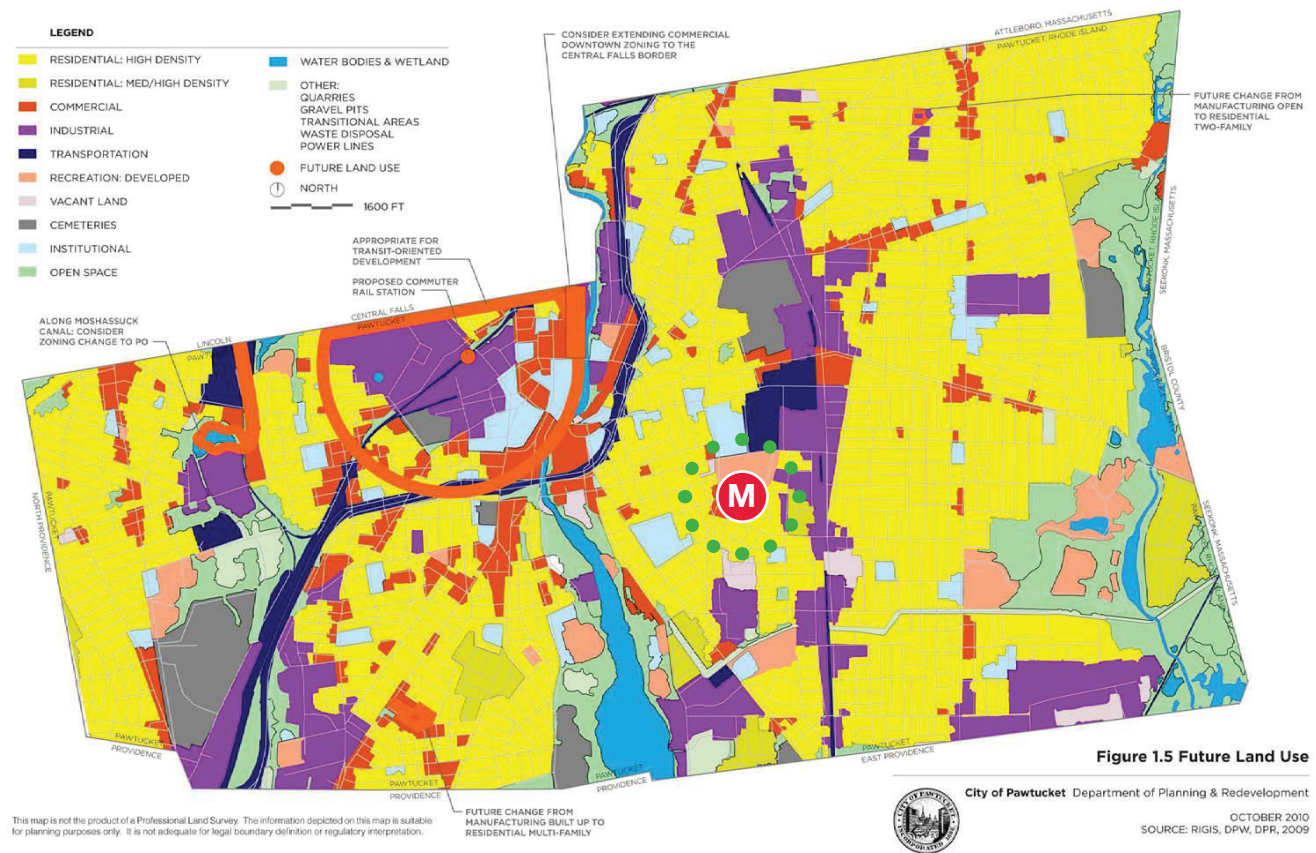 LEGEND
RESIDENTIAL: HIGH DENSITY
RESIDENTIAL: MED/HIGH DENSITY
COMMERCIAL
INDUSTRIAL
TRANSPORTATION
RECREATION: DEVELOPED
VACANT LAND
CEMETERIES
INSTITUTIONAL
OPEN SPACE
WATER BODIES & WETLAND
OTHER:
QUARRIES
GRAVEL PITS
TRANSITIONAL AREAS
WASTE DISPOSAL
POWER LINES
FUTURE LAND USE
NORTH
1600 FT
CONSIDER EXTENDING COMMERCIAL
DOWNTOWN ZONING TO THE
CENTRAL FALLS BORDER
ATTLEBORO, MASSACHUSETTS
PAWTUCKET, RHODE ISLAND
FUTURE CHANGE FROM
MANUFACTURING OPEN
TO RESIDENTIAL
TWO-FAMILY
SEEKONK, MASSACHUSETTS
APPROPRIATE FOR
TRANSIT-ORIENTED
DEVELOPMENT
PROPOSED COMMUTER
RAIL STATION
CENTRAL FALLS
PAWTUCKET
ALONG MOSHASSUCK
CANAL: CONSIDER
ZONING CHANGE TO PO
LINCOLN
BRISTOL COUNTY
M
PAWTUCKET
NORTH PROVIDENCE
SEEKONK, MASSACHUSETTS
PAWTUCKET
PROVIDENCE
PAWTUCKET
PROVIDENCE
PAWTUCKET
PROVIDENCE
PAWTUCKET
EAST PROVIDENCE
FUTURE CHANGE FROM
MANUFACTURING BUILT UP TO
RESIDENTIAL MULTI-FAMILY
This map is not the product of a Professional Land Survey. The information depicted on this map is suitable
for planning purposes only. It is not adequate for legal boundary definition or regulatory interpretation.
Figure 1.5 Future Land Use
City of Pawtucket Department of Planning & Redevelopment
OCTOBER 2010
SOURCE: RIGIS, DPW, DPR, 2009